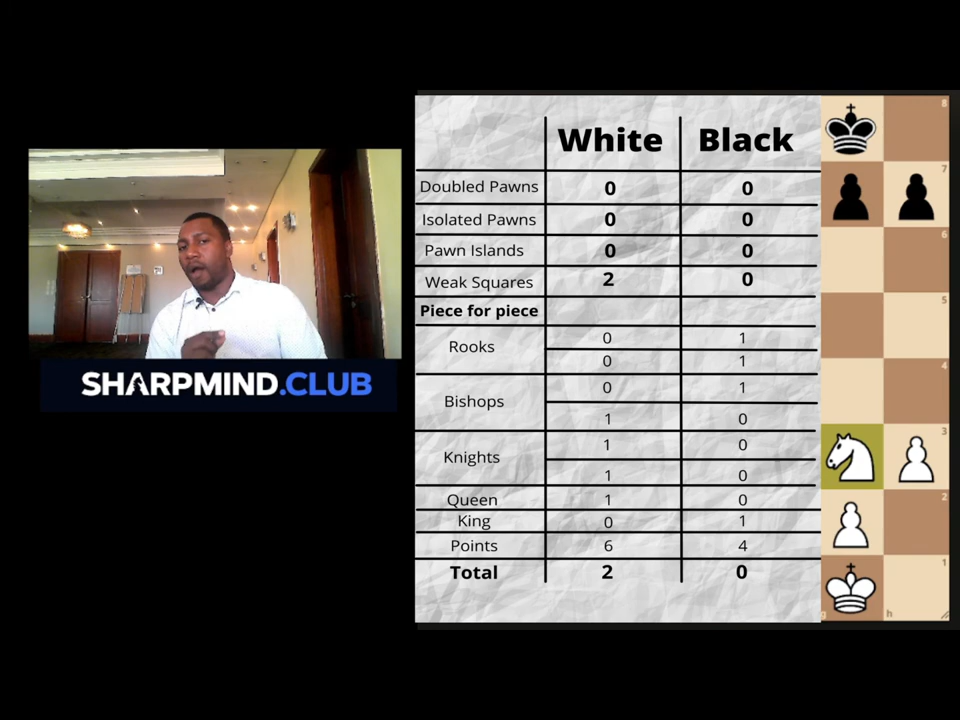 White Black
Doubled Pawns 0 0
Isolated Pawns 0 0
Pawn Islands 0 0
Weak Squares 2 0
Piece for piece
Rooks 0 1
0 1
Bishops 0 1
1 0
Knights 1 0
1 0
Queen 1 0
King 0 1
Points 6 4
Total 2 0
SHARPMIND.CLUB
8
7
6
5
4
3
2
1
g h